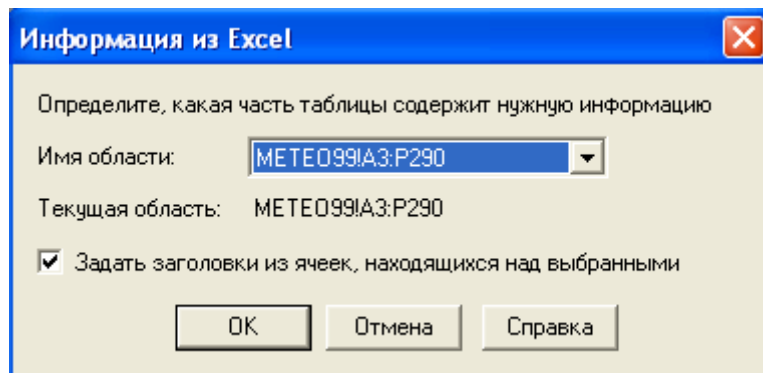 Информация из Excel
Определите, какая часть таблицы содержит нужную информацию
Имя области: METEO99!A3:P290
Текущая область: METEO99!A3:P290
Задать заголовки из ячеек, находящихся над выбранными
OK Отмена Справка